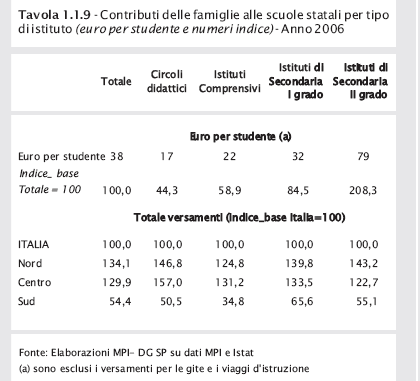 Tavola 1.1.9 - Contributi delle famiglie alle scuole statali per tipo
di istituto (euro per studente e numeri indice) - Anno 2006
Totale Circoli didattici Istituti Comprensivi Istituti di Secondaria I grado Istituti di Secondaria II grado
Euro per studente (a)
Euro per studente 38 17 22 32 79
Indice_ base
Totale = 100 100,0 44,3 58,9 84,5 208,3
Totale versamenti (indice_base Italia=100)
ITALIA 100,0 100,0 100,0 100,0 100,0
Nord 134,1 146,8 124,8 139,8 143,2
Centro 129,9 157,0 131,2 133,5 122,7
Sud 54,4 50,5 34,8 65,6 55,1
Fonte: Elaborazioni MPI- DG SP su dati MPI e Istat
(a) sono esclusi i versamenti per le gite e i viaggi d'istruzione